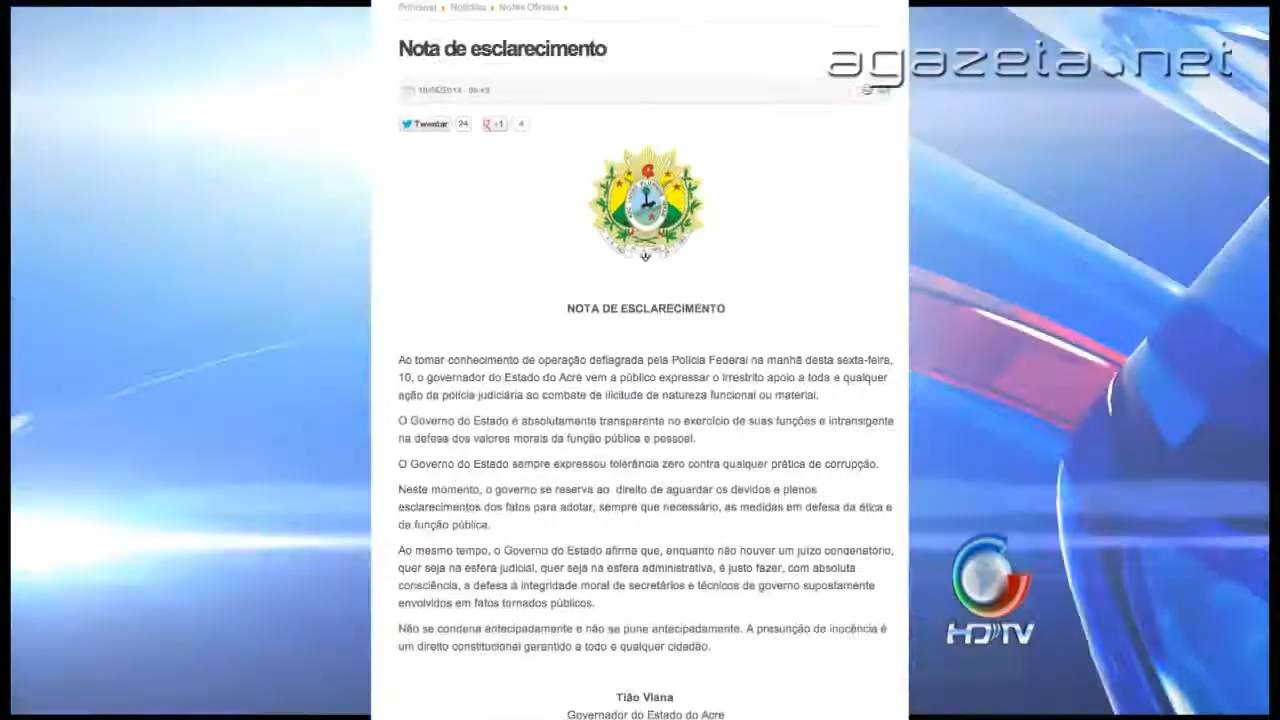 Principal Notícias Notas Oficiais
Nota de esclarecimento
agazeta.net
Tweetar 24 +1 4
NOTA DE ESCLARECIMENTO
Ao tomar conhecimento de operação deflagrada pela Polícia Federal na manhã desta sexta-feira,
10, o governador do Estado do Acre vem a público expressar o irrestrito apoio a toda e qualquer
ação da polícia judiciária ao combate de ilicitude de natureza funcional ou material.
O Governo do Estado é absolutamente transparente no exercício de suas funções e intransigente
na defesa dos valores morais da função pública e pessoal.
O Governo do Estado sempre expressou tolerância zero contra qualquer prática de corrupção.
Neste momento, o governo se reserva ao direito de aguardar os devidos e plenos
esclarecimentos dos fatos para adotar, sempre que necessário, as medidas em defesa da ética e
da função pública.
Ao mesmo tempo, o Governo do Estado afirma que, enquanto não houver um juízo condenatório,
quer seja na esfera judicial, quer seja na esfera administrativa, é justo fazer, com absoluta
consciência, a defesa à integridade moral de secretários e técnicos de governo supostamente
envolvidos em fatos tornados públicos.
Não se condena antecipadamente e não se pune antecipadamente. A presunção de inocência é
um direito constitucional garantido a todo e qualquer cidadão.
HDTV
Tião Viana
Governador do Estado do Acre